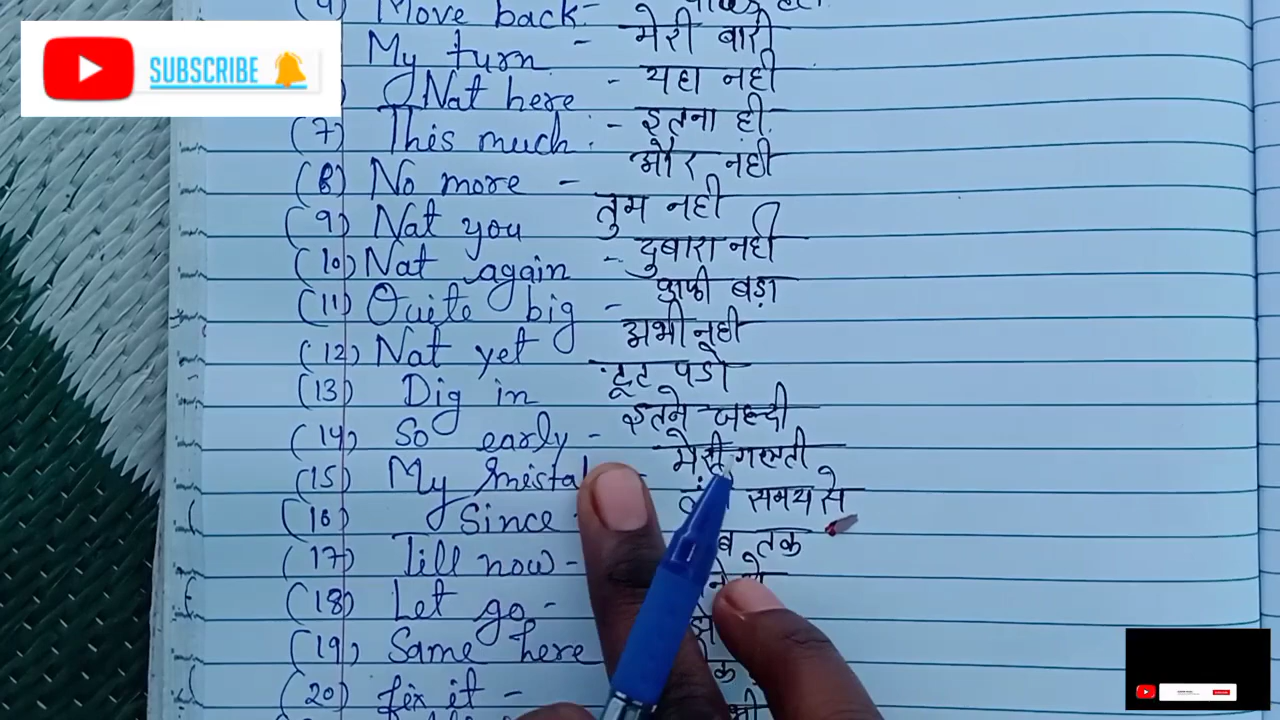 (4) Move back -
SUBSCRIBE
My turn - मेरी बारी
Nat here - यहा नही
(7) This much - इतना ही
(8) No more - और नही
(9) Nat you तुम नही
(10) Nat again - दुबारा नही
(11) Quite big - काफी बड़ा
(12) Nat yet अभी नही
(13) Dig in टूट पडो
(14) So early - इतने जल्दी
(15) My - मेरी गलती
(16) Since - समय से
(17) Till now - तक
(18) Let go -
(19) Same here
(20) fix it -